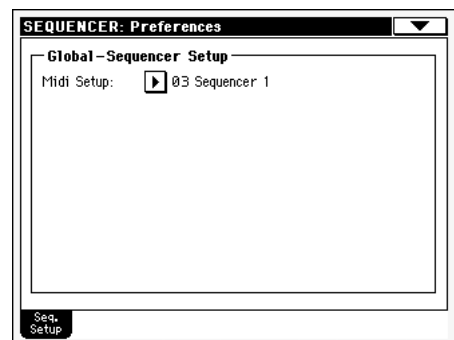 SEQUENCER: Preferences
Global-Sequencer Setup
Midi Setup: 03 Sequencer 1
Seq.
Setup